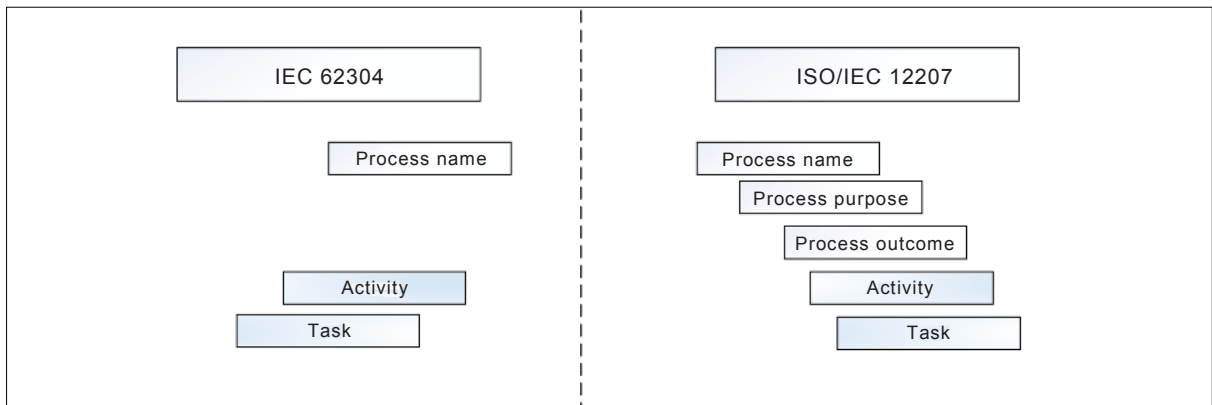 IEC 62304
Process name
Activity
Task
ISO/IEC 12207
Process name
Process purpose
Process outcome
Activity
Task